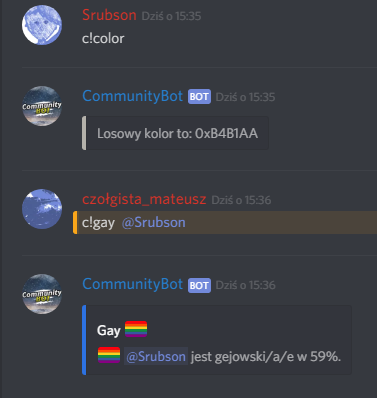 Srubson Dziś o 15:35
c!color
CommunityBot BOT Dziś o 15:35
Losowy kolor to: 0xB4B1AA
czołgista_mateusz Dziś o 15:36
c!gay @Srubson
CommunityBot BOT Dziś o 15:36
Gay 🏳️‍🌈
🏳️‍🌈 @Srubson jest gejowski/a/e w 59%.